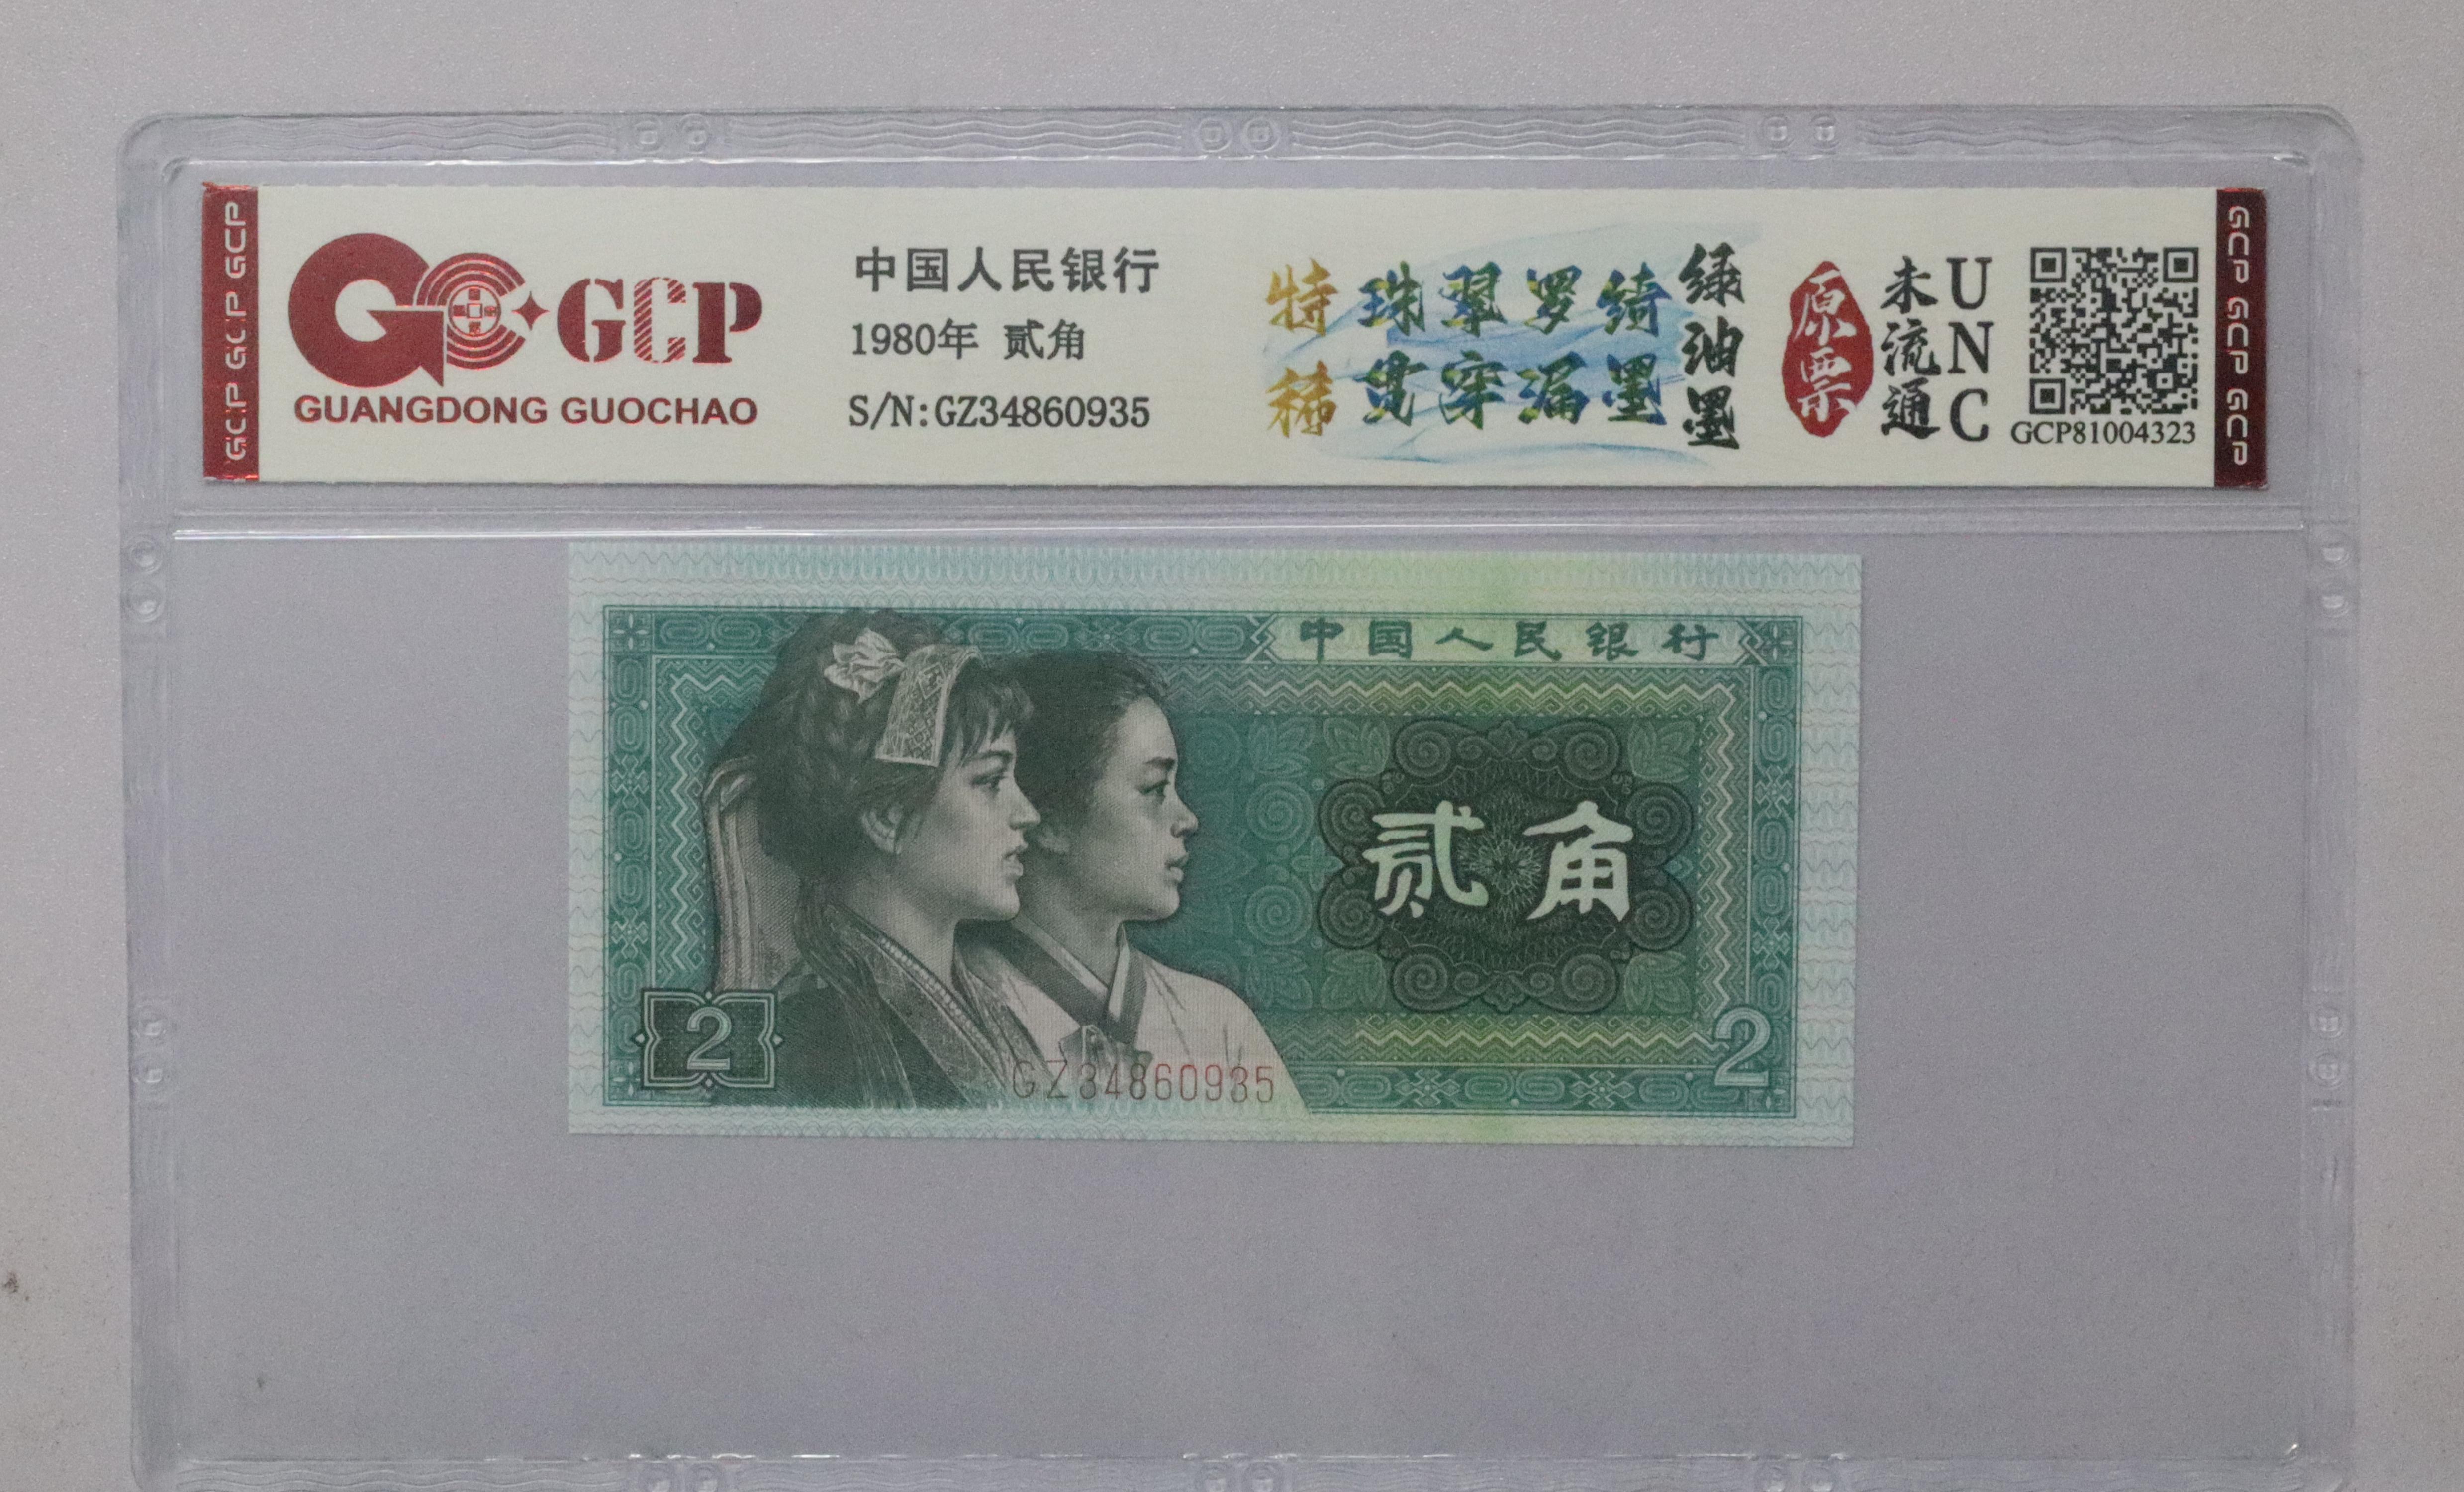 GCP GCP GCP
GCP
GUANGDONG GUOCHAO
中国人民银行
1980年 贰角
S/N:GZ34860935
特稀
珠翠罗绮
贯穿漏墨
绿油墨
原票
未流通
UNC
GCP81004323
GCP GCP GCP
中国人民银行
贰角
2
GZ34860935
2